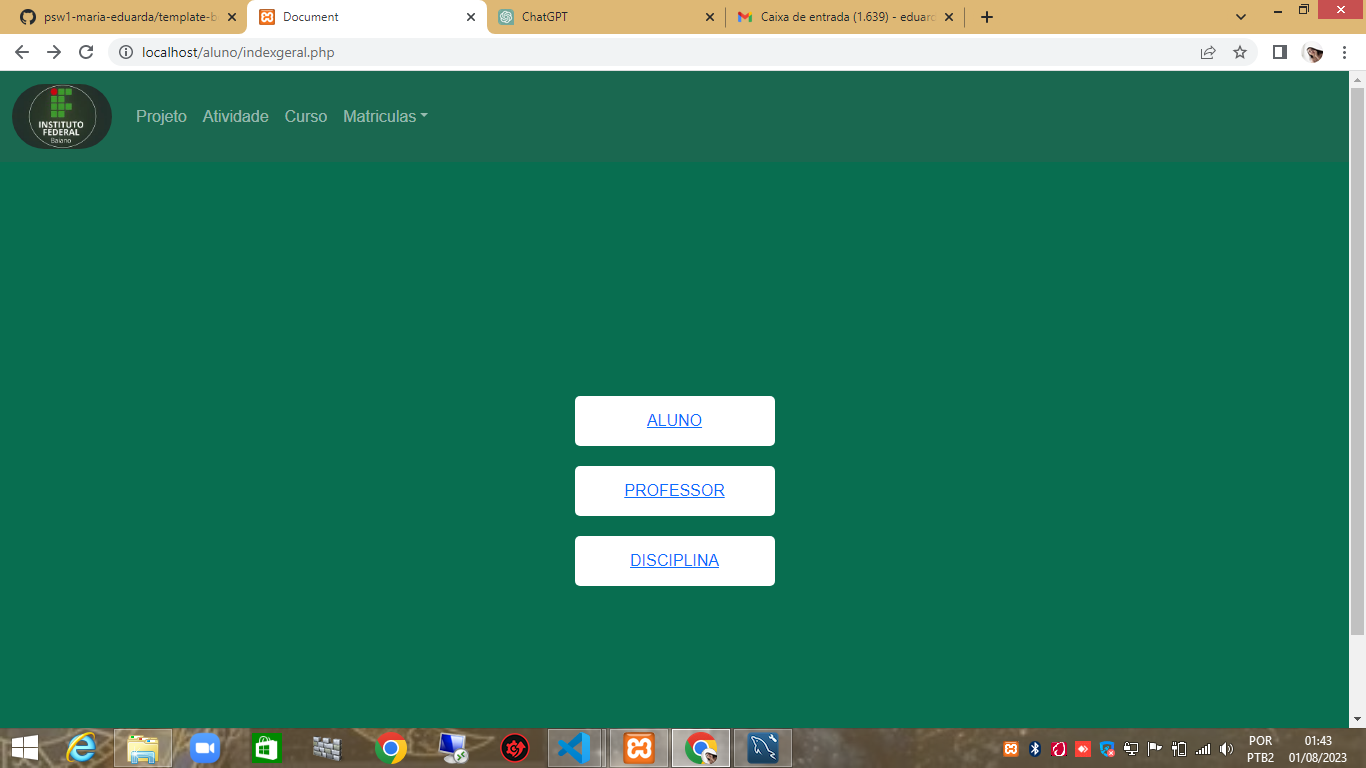 psw1-maria-eduarda/template-b
Document
ChatGPT
Caixa de entrada (1.639) - eduard
localhost/aluno/indexgeral.php
INSTITUTO
FEDERAL
Baiano
Projeto Atividade Curso Matriculas
ALUNO
PROFESSOR
DISCIPLINA
POR
PTB2
01:43
01/08/2023